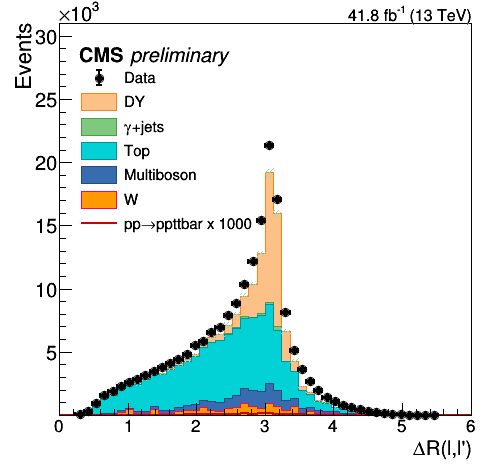 ×10³
41.8 fb⁻¹ (13 TeV)
Events
CMS preliminary
Data
DY
γ+jets
Top
Multiboson
W
pp→ppttbar x 1000
30
25
20
15
10
5
0
0 1 2 3 4 5 6
ΔR(l,l')